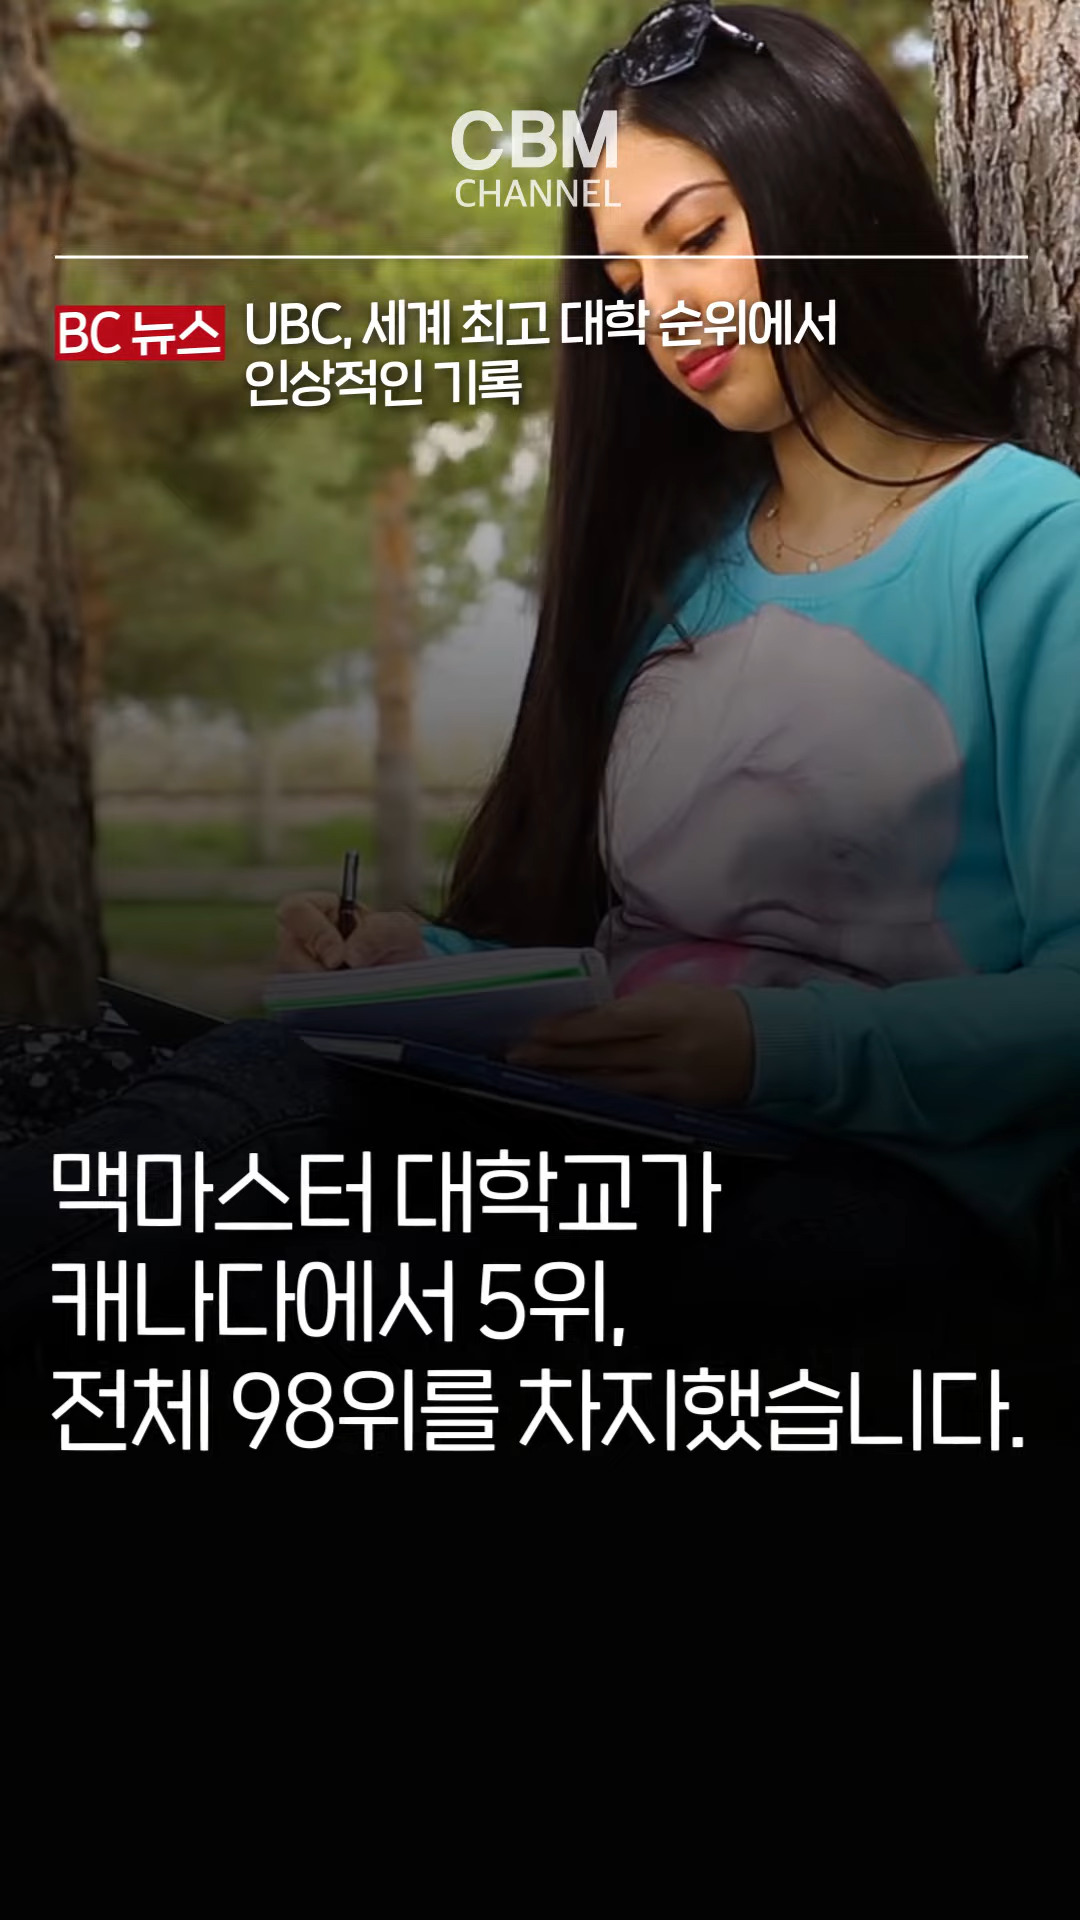 CBM
CHANNEL
BC 뉴스
UBC, 세계 최고 대학 순위에서
인상적인 기록
맥마스터 대학교가
캐나다에서 5위,
전체 98위를 차지했습니다.